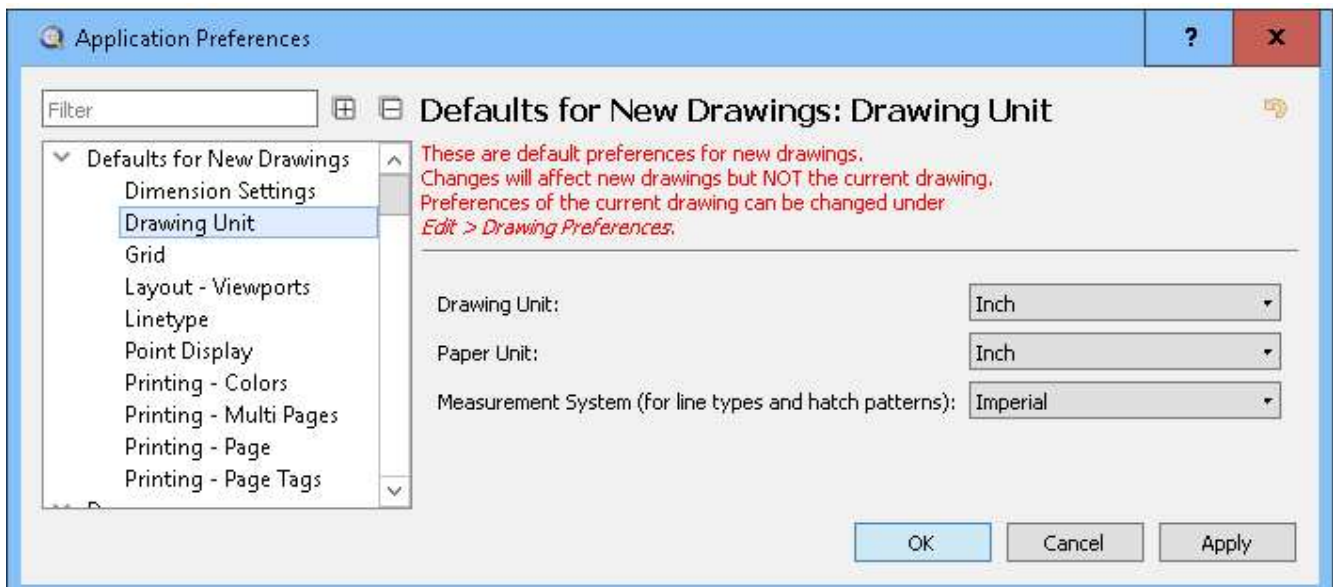 Application Preferences
?
x
Filter
Defaults for New Drawings: Drawing Unit
Defaults for New Drawings
Dimension Settings
Drawing Unit
Grid
Layout - Viewports
Linetype
Point Display
Printing - Colors
Printing - Multi Pages
Printing - Page
Printing - Page Tags
These are default preferences for new drawings.
Changes will affect new drawings but NOT the current drawing.
Preferences of the current drawing can be changed under
Edit > Drawing Preferences.
Drawing Unit: Inch
Paper Unit: Inch
Measurement System (for line types and hatch patterns): Imperial
OK Cancel Apply